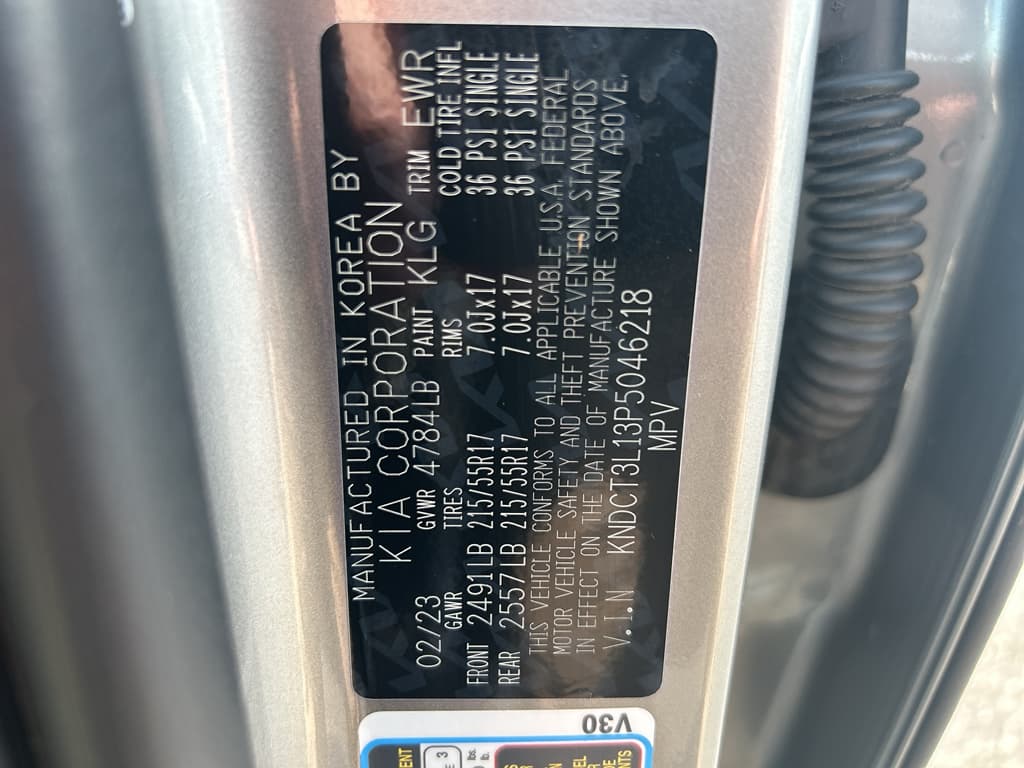 MANUFACTURED IN KOREA BY
KIA CORPORATION
02/23 GVWR 4784LB PAINT KLG TRIM EWR
GAWR TIRES RIMS COLD TIRE INFL
FRONT 2491LB 215/55R17 7.0Jx17 36 PSI SINGLE
REAR 2557LB 215/55R17 7.0Jx17 36 PSI SINGLE
THIS VEHICLE CONFORMS TO ALL APPLICABLE U.S.A. FEDERAL
MOTOR VEHICLE SAFETY AND THEFT PREVENTION STANDARDS
IN EFFECT ON THE DATE OF MANUFACTURE SHOWN ABOVE.
V.I.N KNDCT3L13P5046218
MPV
V30